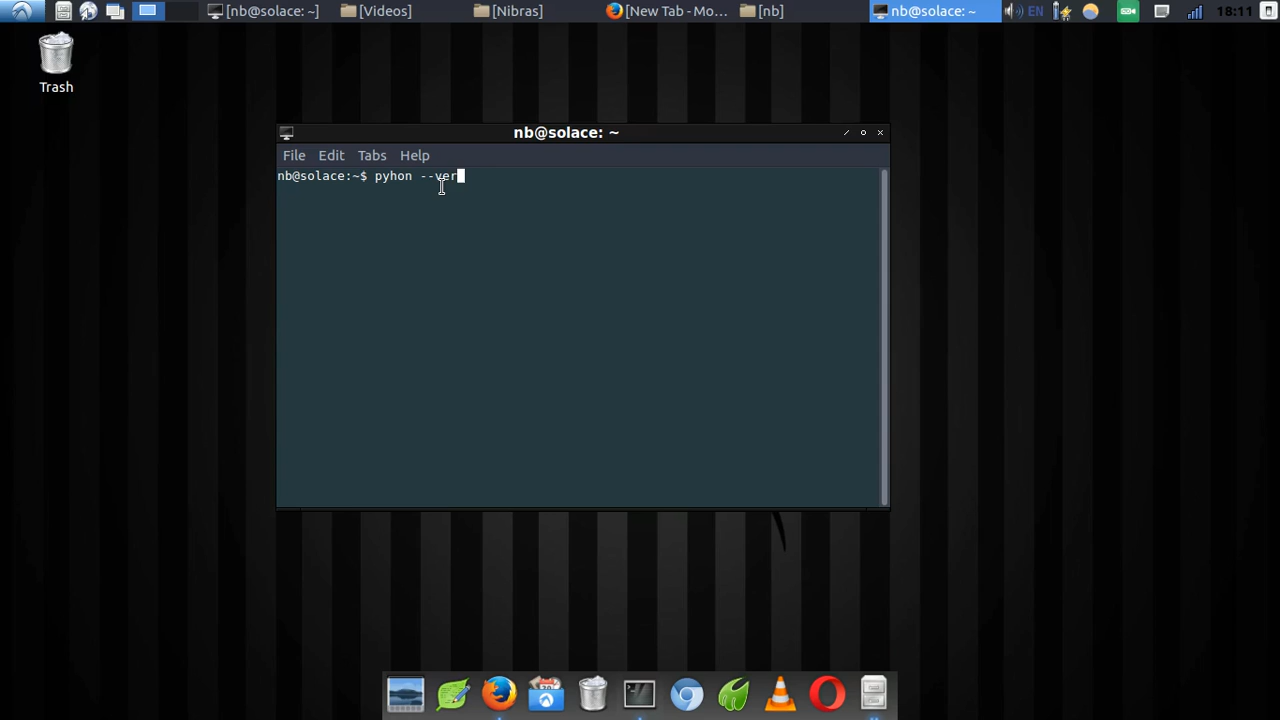 [nb@solace: ~]
[Videos]
[Nibras]
[New Tab - Mo...
[nb]
nb@solace: ~
EN
18:11
Trash
nb@solace: ~
File Edit Tabs Help
nb@solace:~$ pyhon --ver